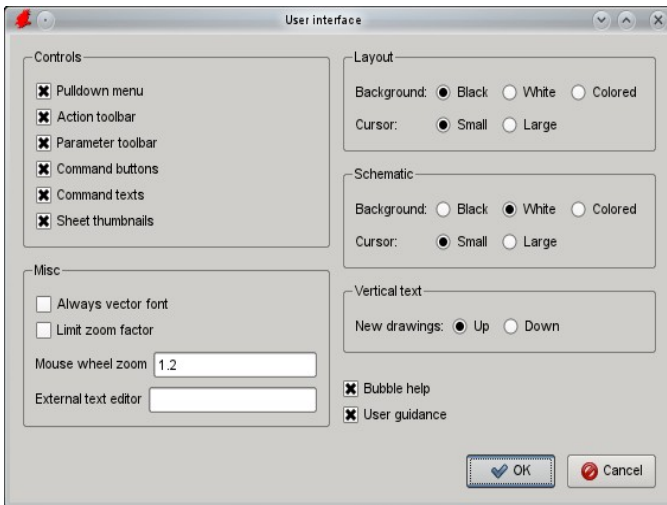 User interface
Controls
Pulldown menu
Action toolbar
Parameter toolbar
Command buttons
Command texts
Sheet thumbnails
Misc
Always vector font
Limit zoom factor
Mouse wheel zoom 1.2
External text editor
Layout
Background: Black White Colored
Cursor: Small Large
Schematic
Background: Black White Colored
Cursor: Small Large
Vertical text
New drawings: Up Down
Bubble help
User guidance
OK Cancel